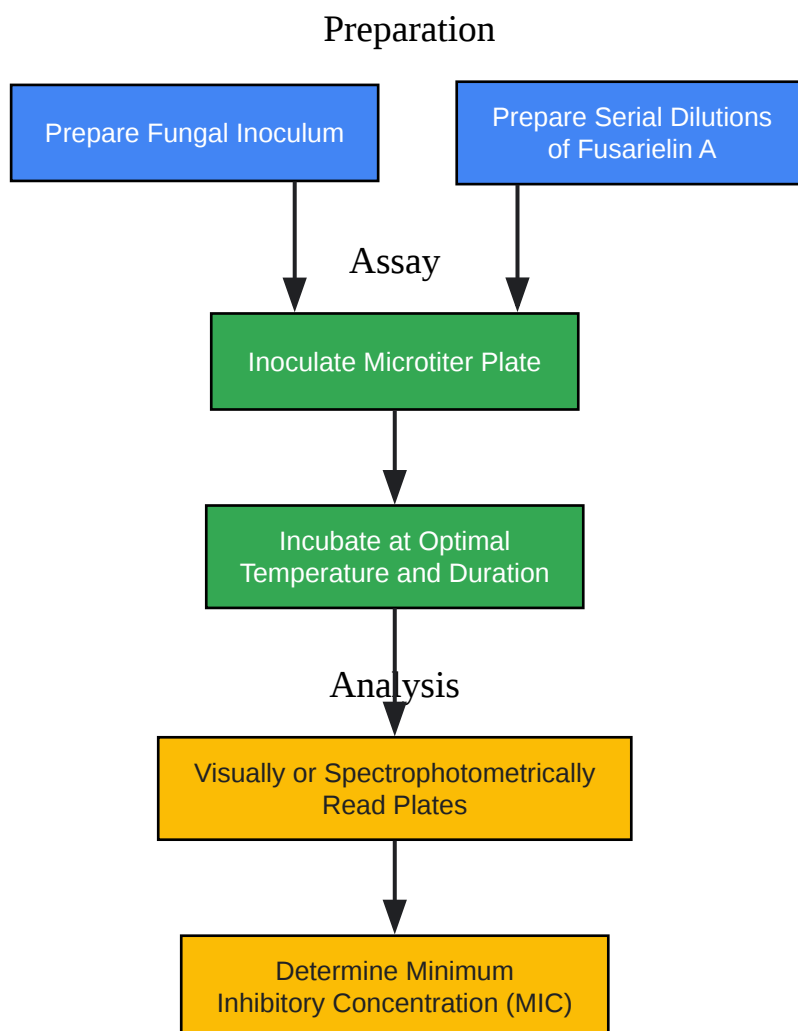 Preparation
Prepare Fungal Inoculum
Prepare Serial Dilutions
of Fusarielin A
Assay
Inoculate Microtiter Plate
Incubate at Optimal
Temperature and Duration
Analysis
Visually or Spectrophotometrically
Read Plates
Determine Minimum
Inhibitory Concentration (MIC)